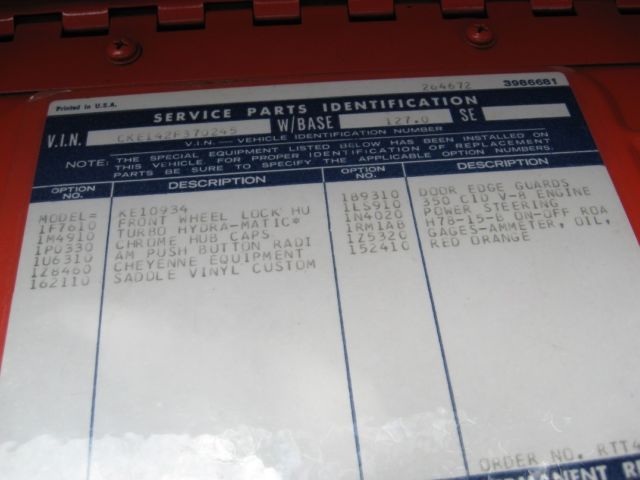 264672
3986681
Printed in U.S.A.
SERVICE PARTS IDENTIFICATION
V.I.N. CKE142F370245 W/BASE 127.0 SE
V.I.N. — VEHICLE IDENTIFICATION NUMBER
NOTE: THE SPECIAL EQUIPMENT LISTED BELOW HAS BEEN INSTALLED ON
THIS VEHICLE. FOR PROPER IDENTIFICATION OF REPLACEMENT
PARTS BE SURE TO SPECIFY THE APPLICABLE OPTION NUMBERS.
OPTION NO. DESCRIPTION
MODEL= KE10934
1F7610 FRONT WHEEL LOCK HU
1M4910 TURBO HYDRA-MATIC*
1P0330 CHROME HUB CAPS
1U6310 AM PUSH BUTTON RADI
1Z8460 CHEYENNE EQUIPMENT
162110 SADDLE VINYL CUSTOM
OPTION NO. DESCRIPTION
1B9310 DOOR EDGE GUARDS
1LS910 350 C10 V-8 ENGINE
1N4020 POWER STEERING
1RM1AB H78-15-B ON-OFF ROA
1Z5320 GAGES-AMMETER, OIL,
152410 RED ORANGE
ORDER NO. RTT4